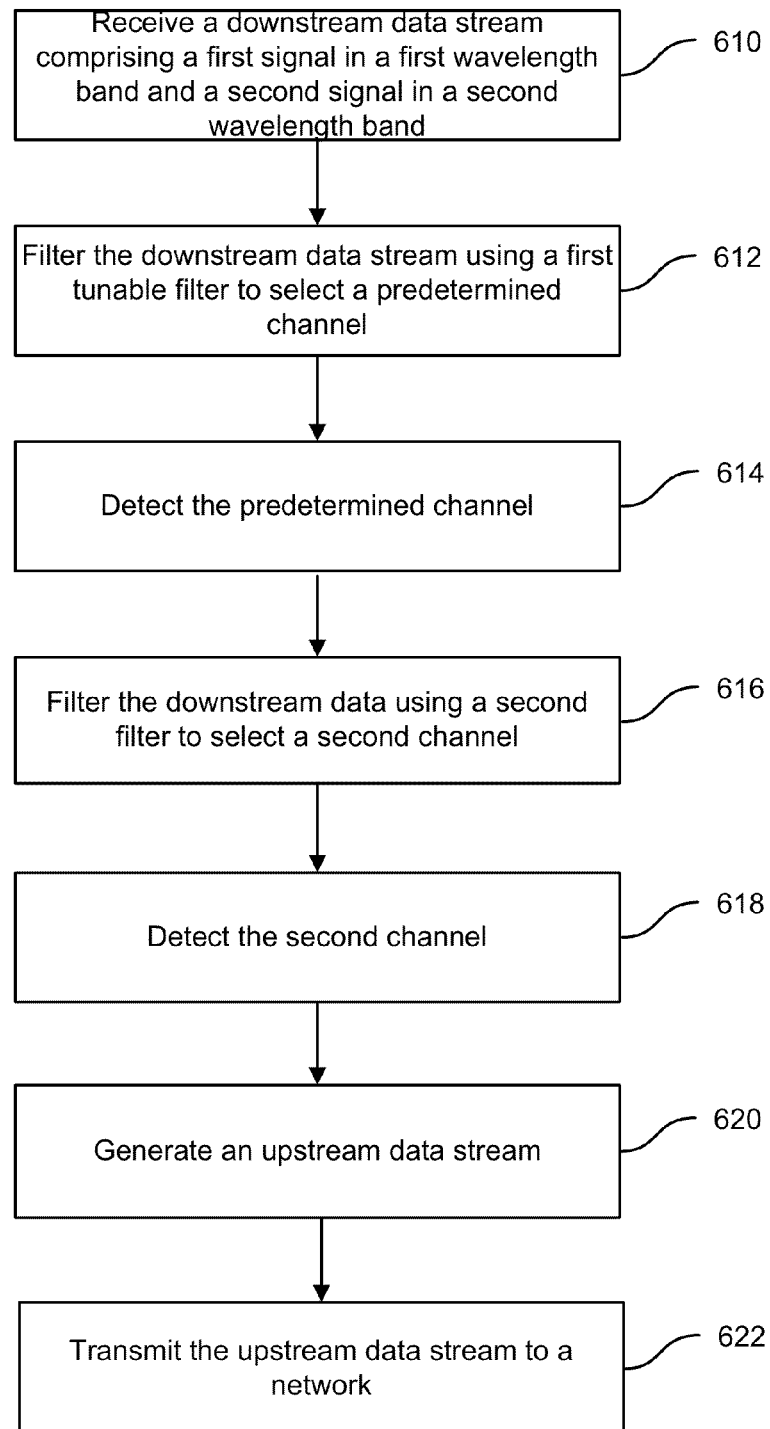 Receive a downstream data stream
comprising a first signal in a first wavelength
band and a second signal in a second
wavelength band
610
Filter the downstream data stream using a first
tunable filter to select a predetermined
channel
612
Detect the predetermined channel
614
Filter the downstream data using a second
filter to select a second channel
616
Detect the second channel
618
Generate an upstream data stream
620
Transmit the upstream data stream to a
network
622